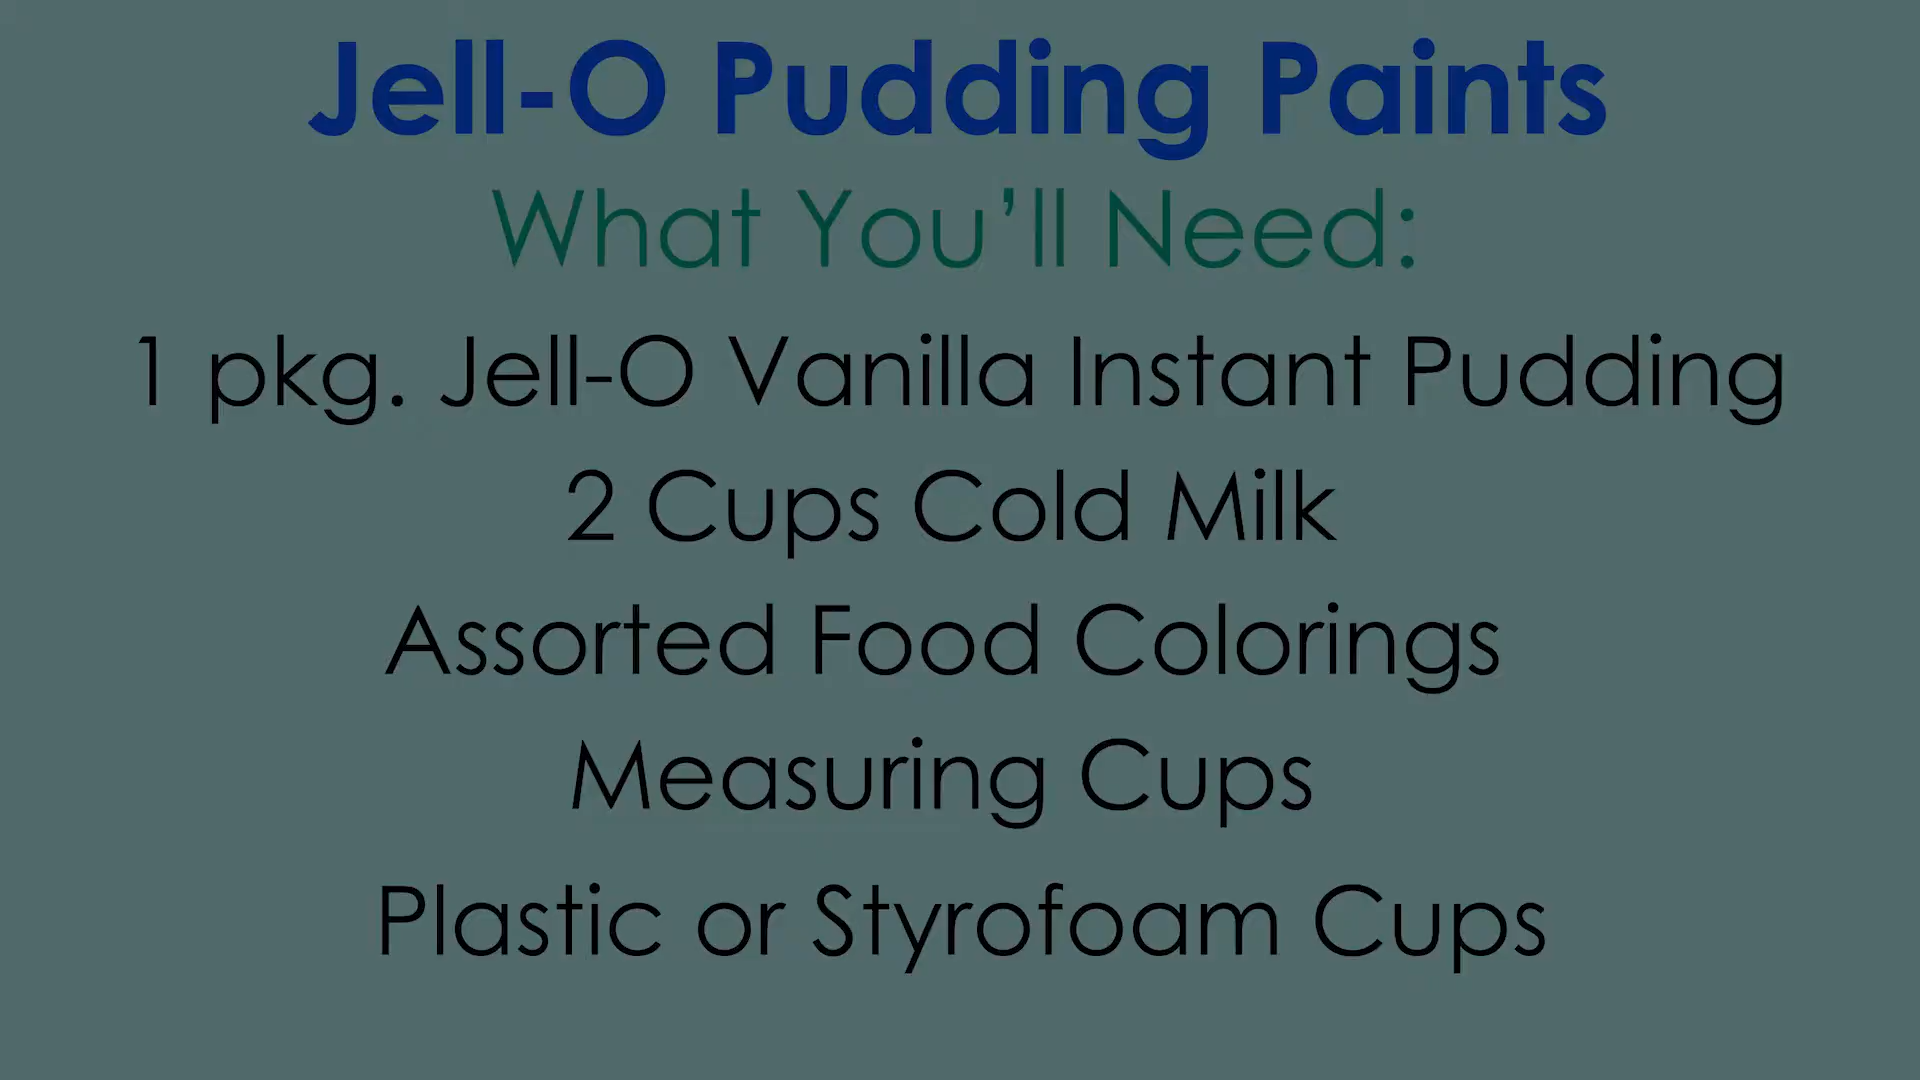 Jell-O Pudding Paints
What You’ll Need:
1 pkg. Jell-O Vanilla Instant Pudding
2 Cups Cold Milk
Assorted Food Colorings
Measuring Cups
Plastic or Styrofoam Cups